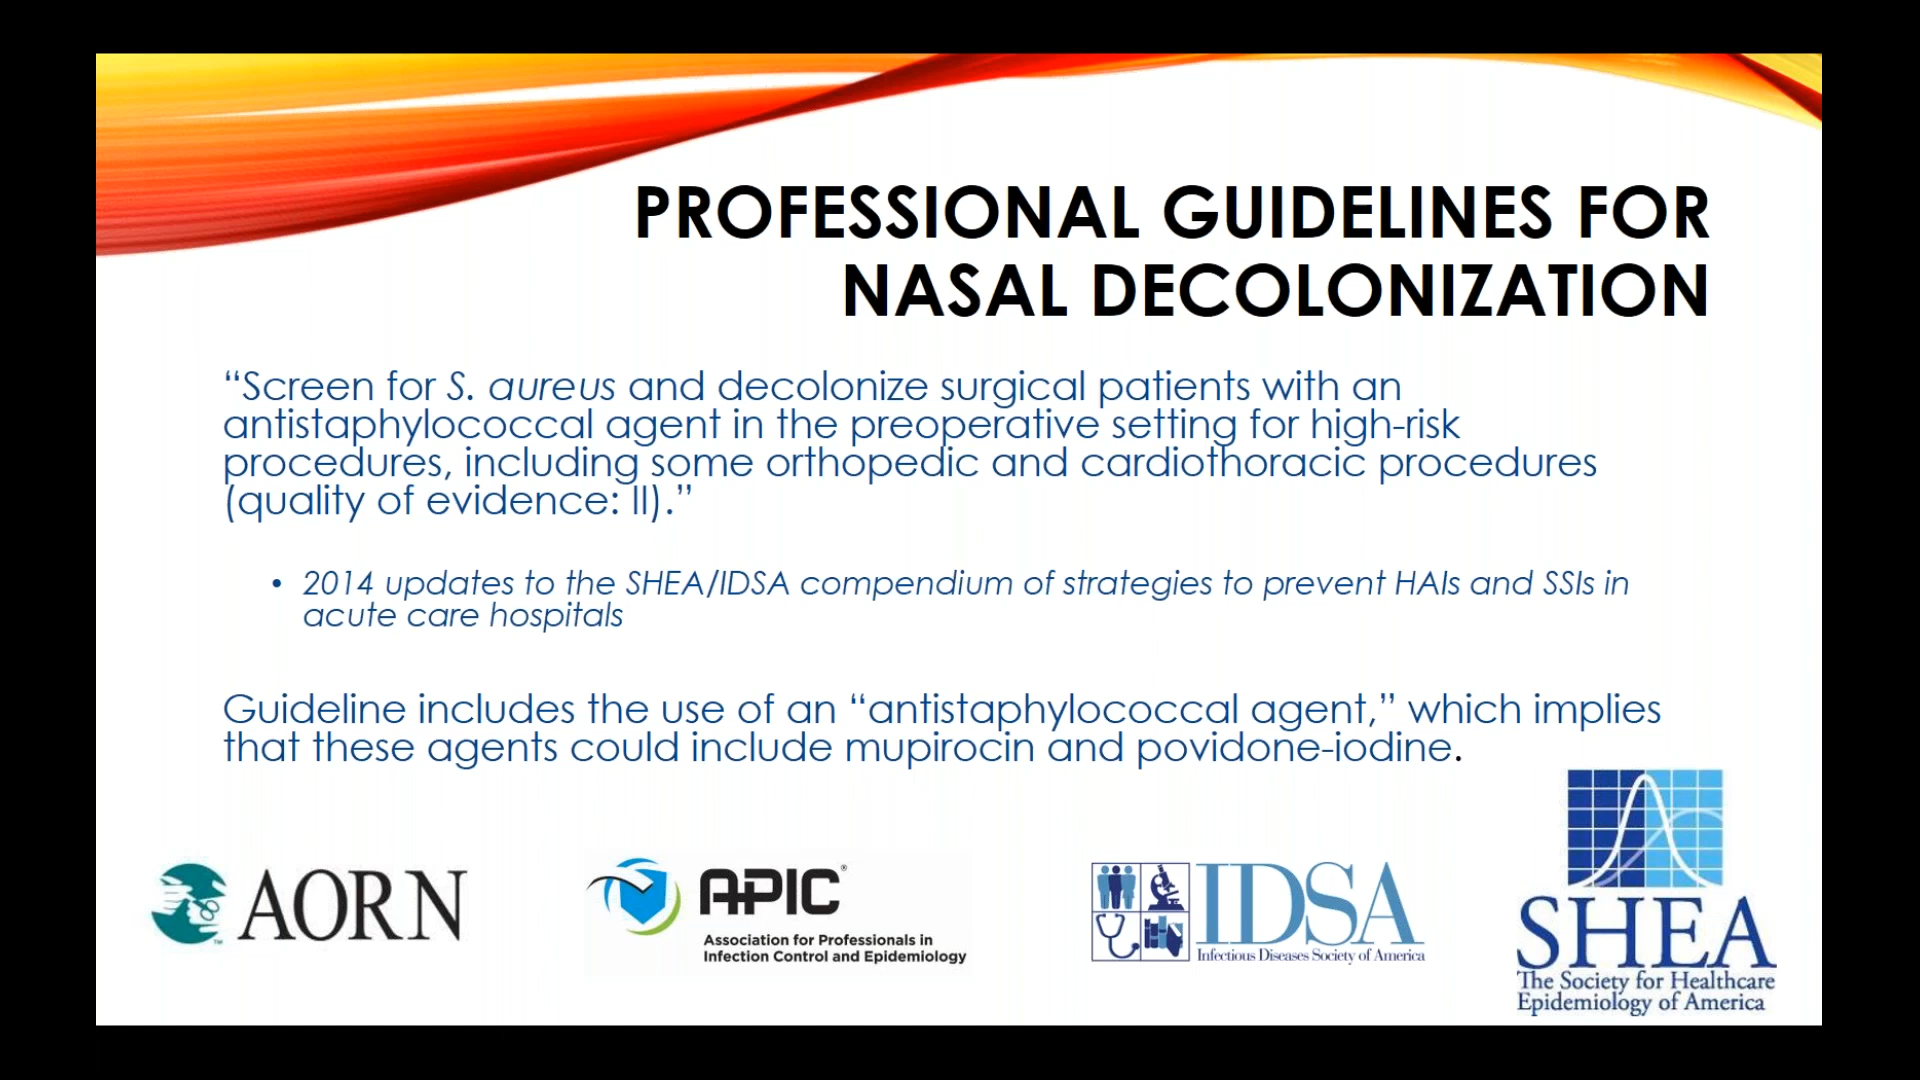 PROFESSIONAL GUIDELINES FOR
NASAL DECOLONIZATION
“Screen for S. aureus and decolonize surgical patients with an
antistaphylococcal agent in the preoperative setting for high-risk
procedures, including some orthopedic and cardiothoracic procedures
(quality of evidence: II).”
• 2014 updates to the SHEA/IDSA compendium of strategies to prevent HAIs and SSIs in
acute care hospitals
Guideline includes the use of an “antistaphylococcal agent,” which implies
that these agents could include mupirocin and povidone-iodine.
AORN
™
APIC®
Association for Professionals in
Infection Control and Epidemiology
IDSA
Infectious Diseases Society of America
SHEA
The Society for Healthcare
Epidemiology of America